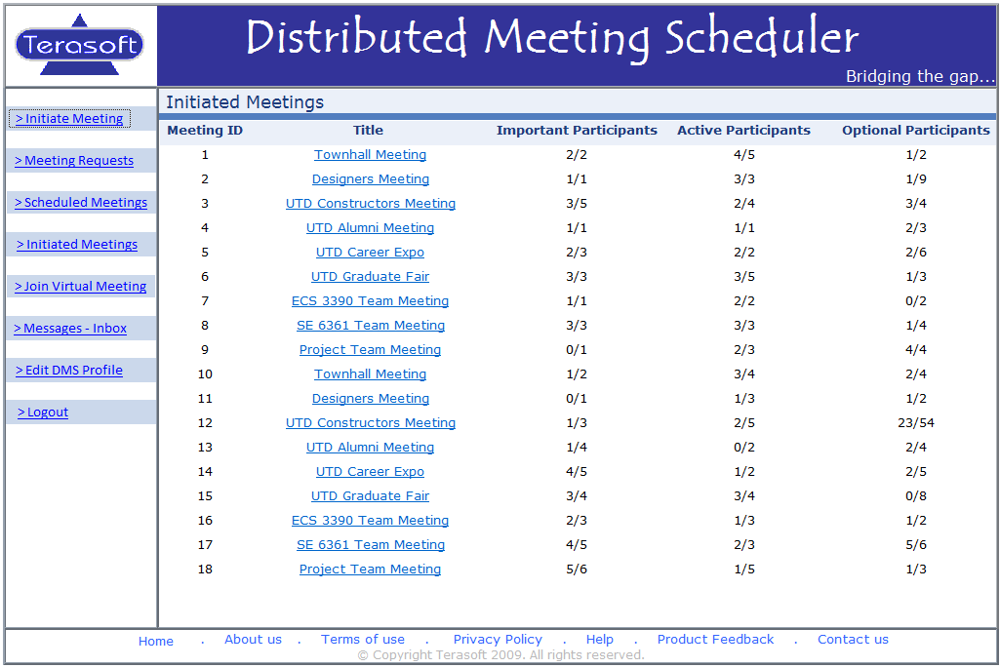 Terasoft
Distributed Meeting Scheduler
Bridging the gap...
> Initiate Meeting
> Meeting Requests
> Scheduled Meetings
> Initiated Meetings
> Join Virtual Meeting
> Messages - Inbox
> Edit DMS Profile
> Logout
Initiated Meetings
Meeting ID Title Important Participants Active Participants Optional Participants
1 Townhall Meeting 2/2 4/5 1/2
2 Designers Meeting 1/1 3/3 1/9
3 UTD Constructors Meeting 3/5 2/4 3/4
4 UTD Alumni Meeting 1/1 1/1 2/3
5 UTD Career Expo 2/3 2/2 2/6
6 UTD Graduate Fair 3/3 3/5 1/3
7 ECS 3390 Team Meeting 1/1 2/2 0/2
8 SE 6361 Team Meeting 3/3 3/3 1/4
9 Project Team Meeting 0/1 2/3 4/4
10 Townhall Meeting 1/2 3/4 2/4
11 Designers Meeting 0/1 1/3 1/2
12 UTD Constructors Meeting 1/3 2/5 23/54
13 UTD Alumni Meeting 1/4 0/2 2/4
14 UTD Career Expo 4/5 1/2 2/5
15 UTD Graduate Fair 3/4 3/4 0/8
16 ECS 3390 Team Meeting 2/3 1/3 1/2
17 SE 6361 Team Meeting 4/5 2/3 5/6
18 Project Team Meeting 5/6 1/5 1/3
Home . About us . Terms of use . Privacy Policy . Help . Product Feedback . Contact us
© Copyright Terasoft 2009. All rights reserved.